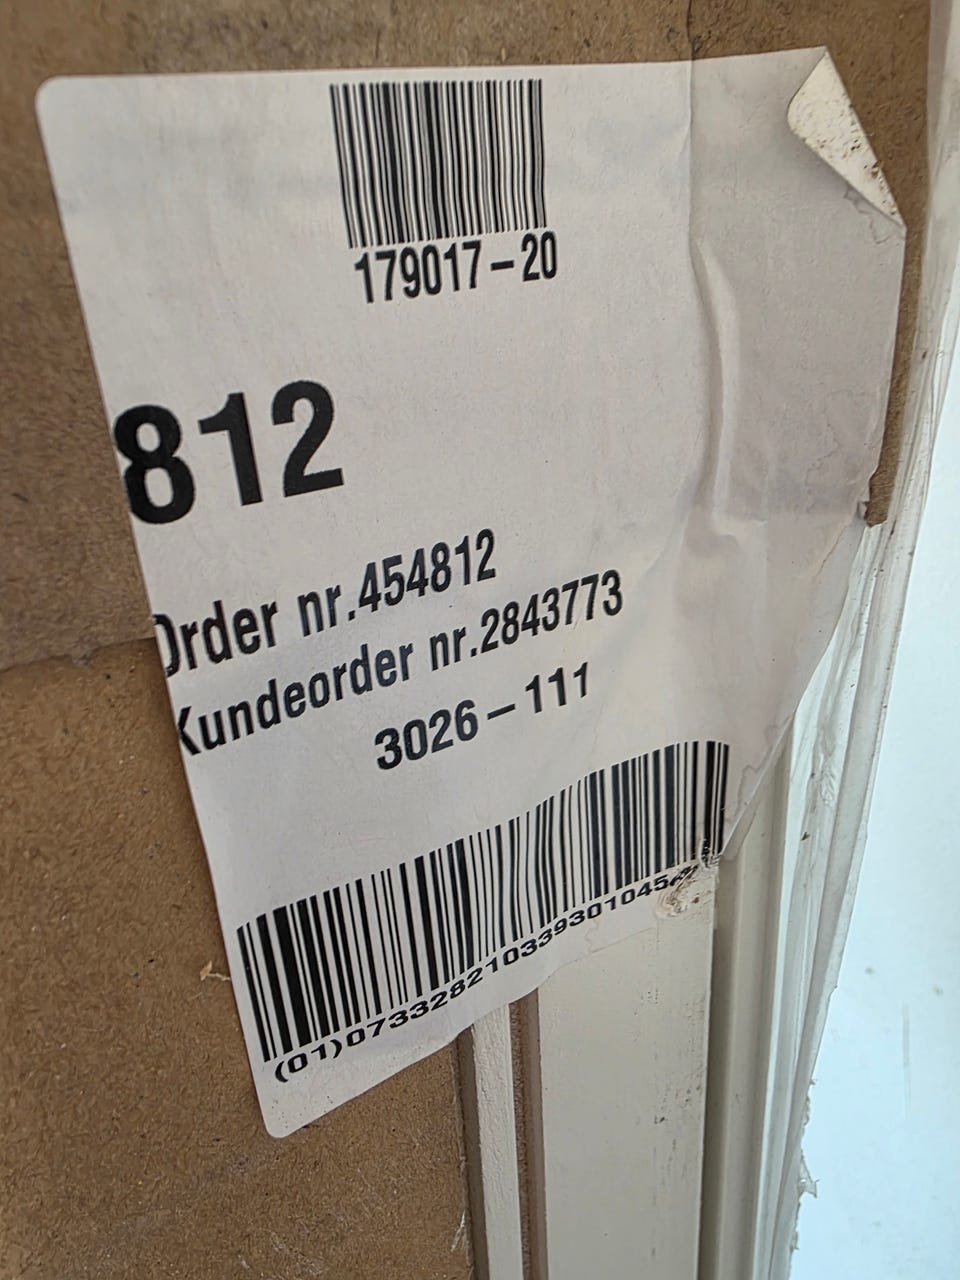 179017-20
812
Order nr.454812
Kundeorder nr.2843773
3026-111